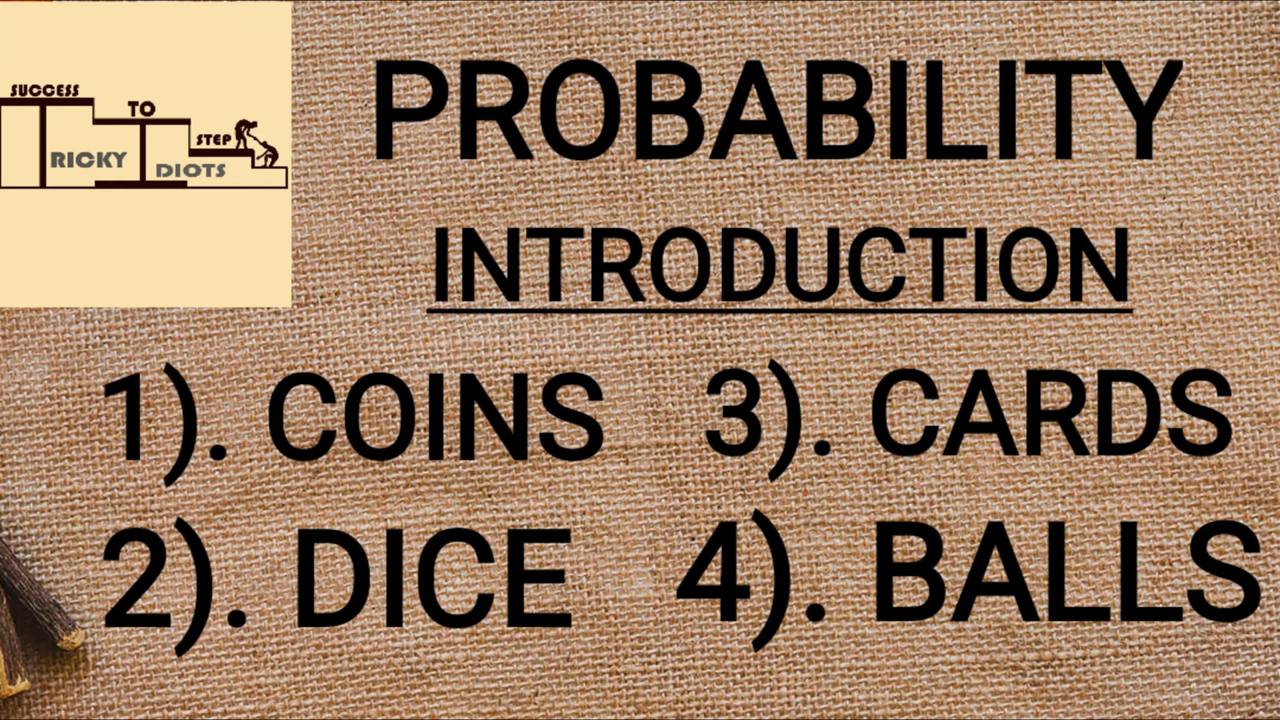 SUCCESS
TO
STEP
RICKY
DIOTS
PROBABILITY
INTRODUCTION
1). COINS
3). CARDS
2). DICE
4). BALLS